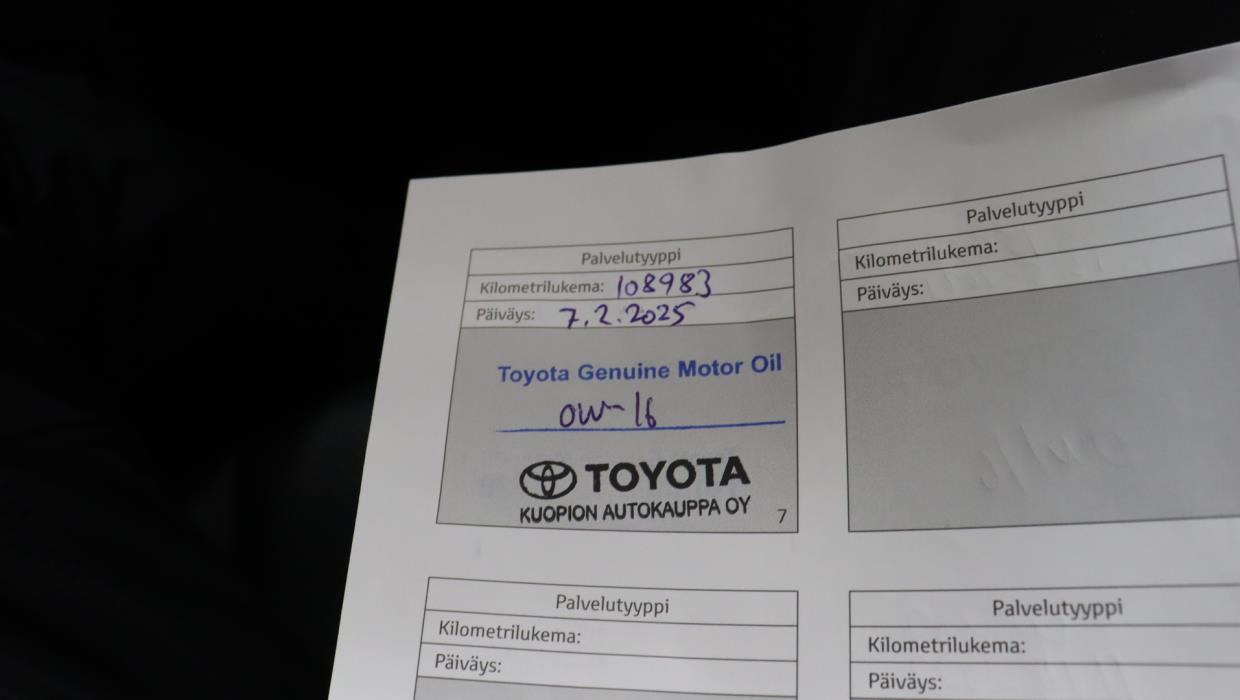 Palvelutyyppi
Kilometrilukema: 108983
Päiväys: 7.2.2025
Toyota Genuine Motor Oil
0W-16
TOYOTA
KUOPION AUTOKAUPPA OY
7
Palvelutyyppi
Kilometrilukema:
Päiväys:
Palvelutyyppi
Kilometrilukema:
Päiväys:
Palvelutyyppi
Kilometrilukema:
Päiväys: